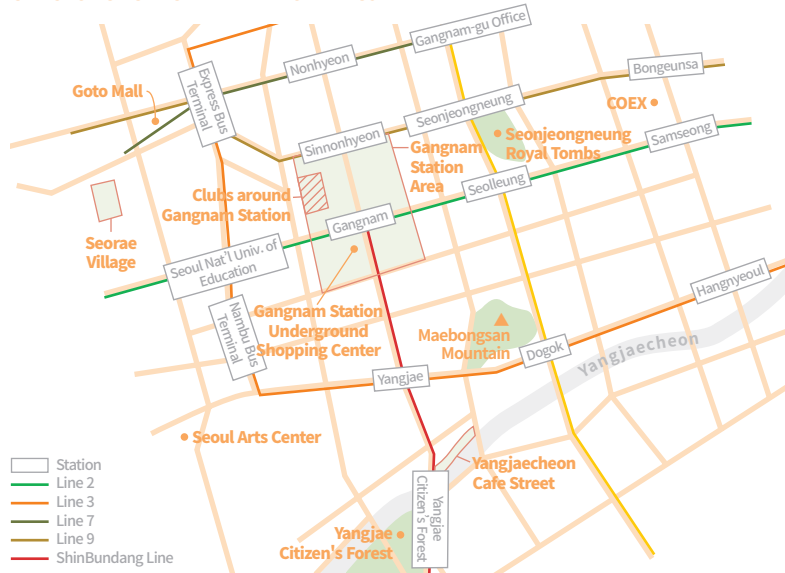 Gangnam-gu Office
Nonhyeon
Bongeunsa
Express Bus
Terminal
Goto Mall
COEX
Seonjeongneung
Sinnonhyeon
Seonjeongneung
Royal Tombs
Samseong
Gangnam
Station
Area
Seolleung
Clubs around
Gangnam Station
Gangnam
Seorae
Village
Seoul Nat'l Univ. of
Education
Hangnyeoul
Gangnam Station
Underground
Shopping Center
Nambu Bus
Terminal
Maebongsan
Mountain
Dogok
Yangjaecheon
Yangjae
Seoul Arts Center
Yangjaecheon
Cafe Street
Yangjae
Citizen's Forest
Yangjae
Citizen's Forest
Station
Line 2
Line 3
Line 7
Line 9
ShinBundang Line